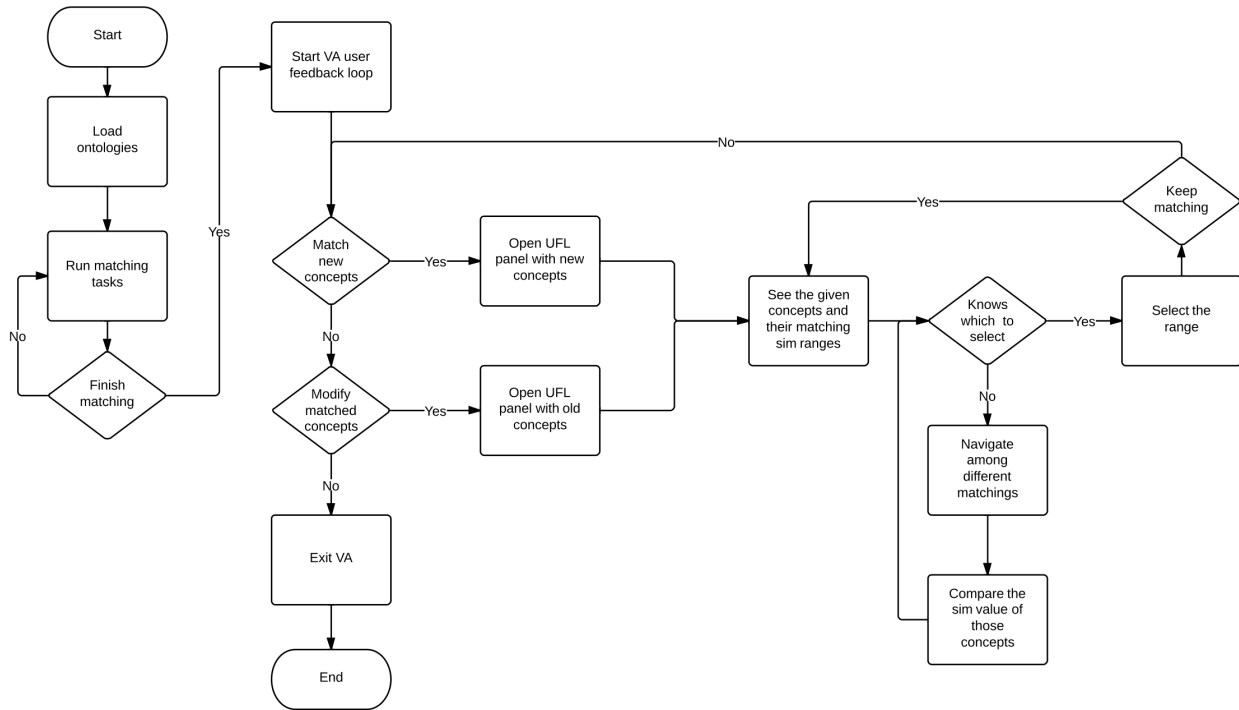 Start
Load
ontologies
Run matching
tasks
No
Finish
matching
Yes
Start VA user
feedback loop
No
Match
new
concepts
Yes
Open UFL
panel with new
concepts
No
Modify
matched
concepts
Yes
Open UFL
panel with old
concepts
No
Exit VA
End
See the given
concepts and
their matching
sim ranges
Knows
which to
select
Yes
Select the
range
Keep
matching
Yes
No
Navigate
among
different
matchings
Compare the
sim value of
those
concepts